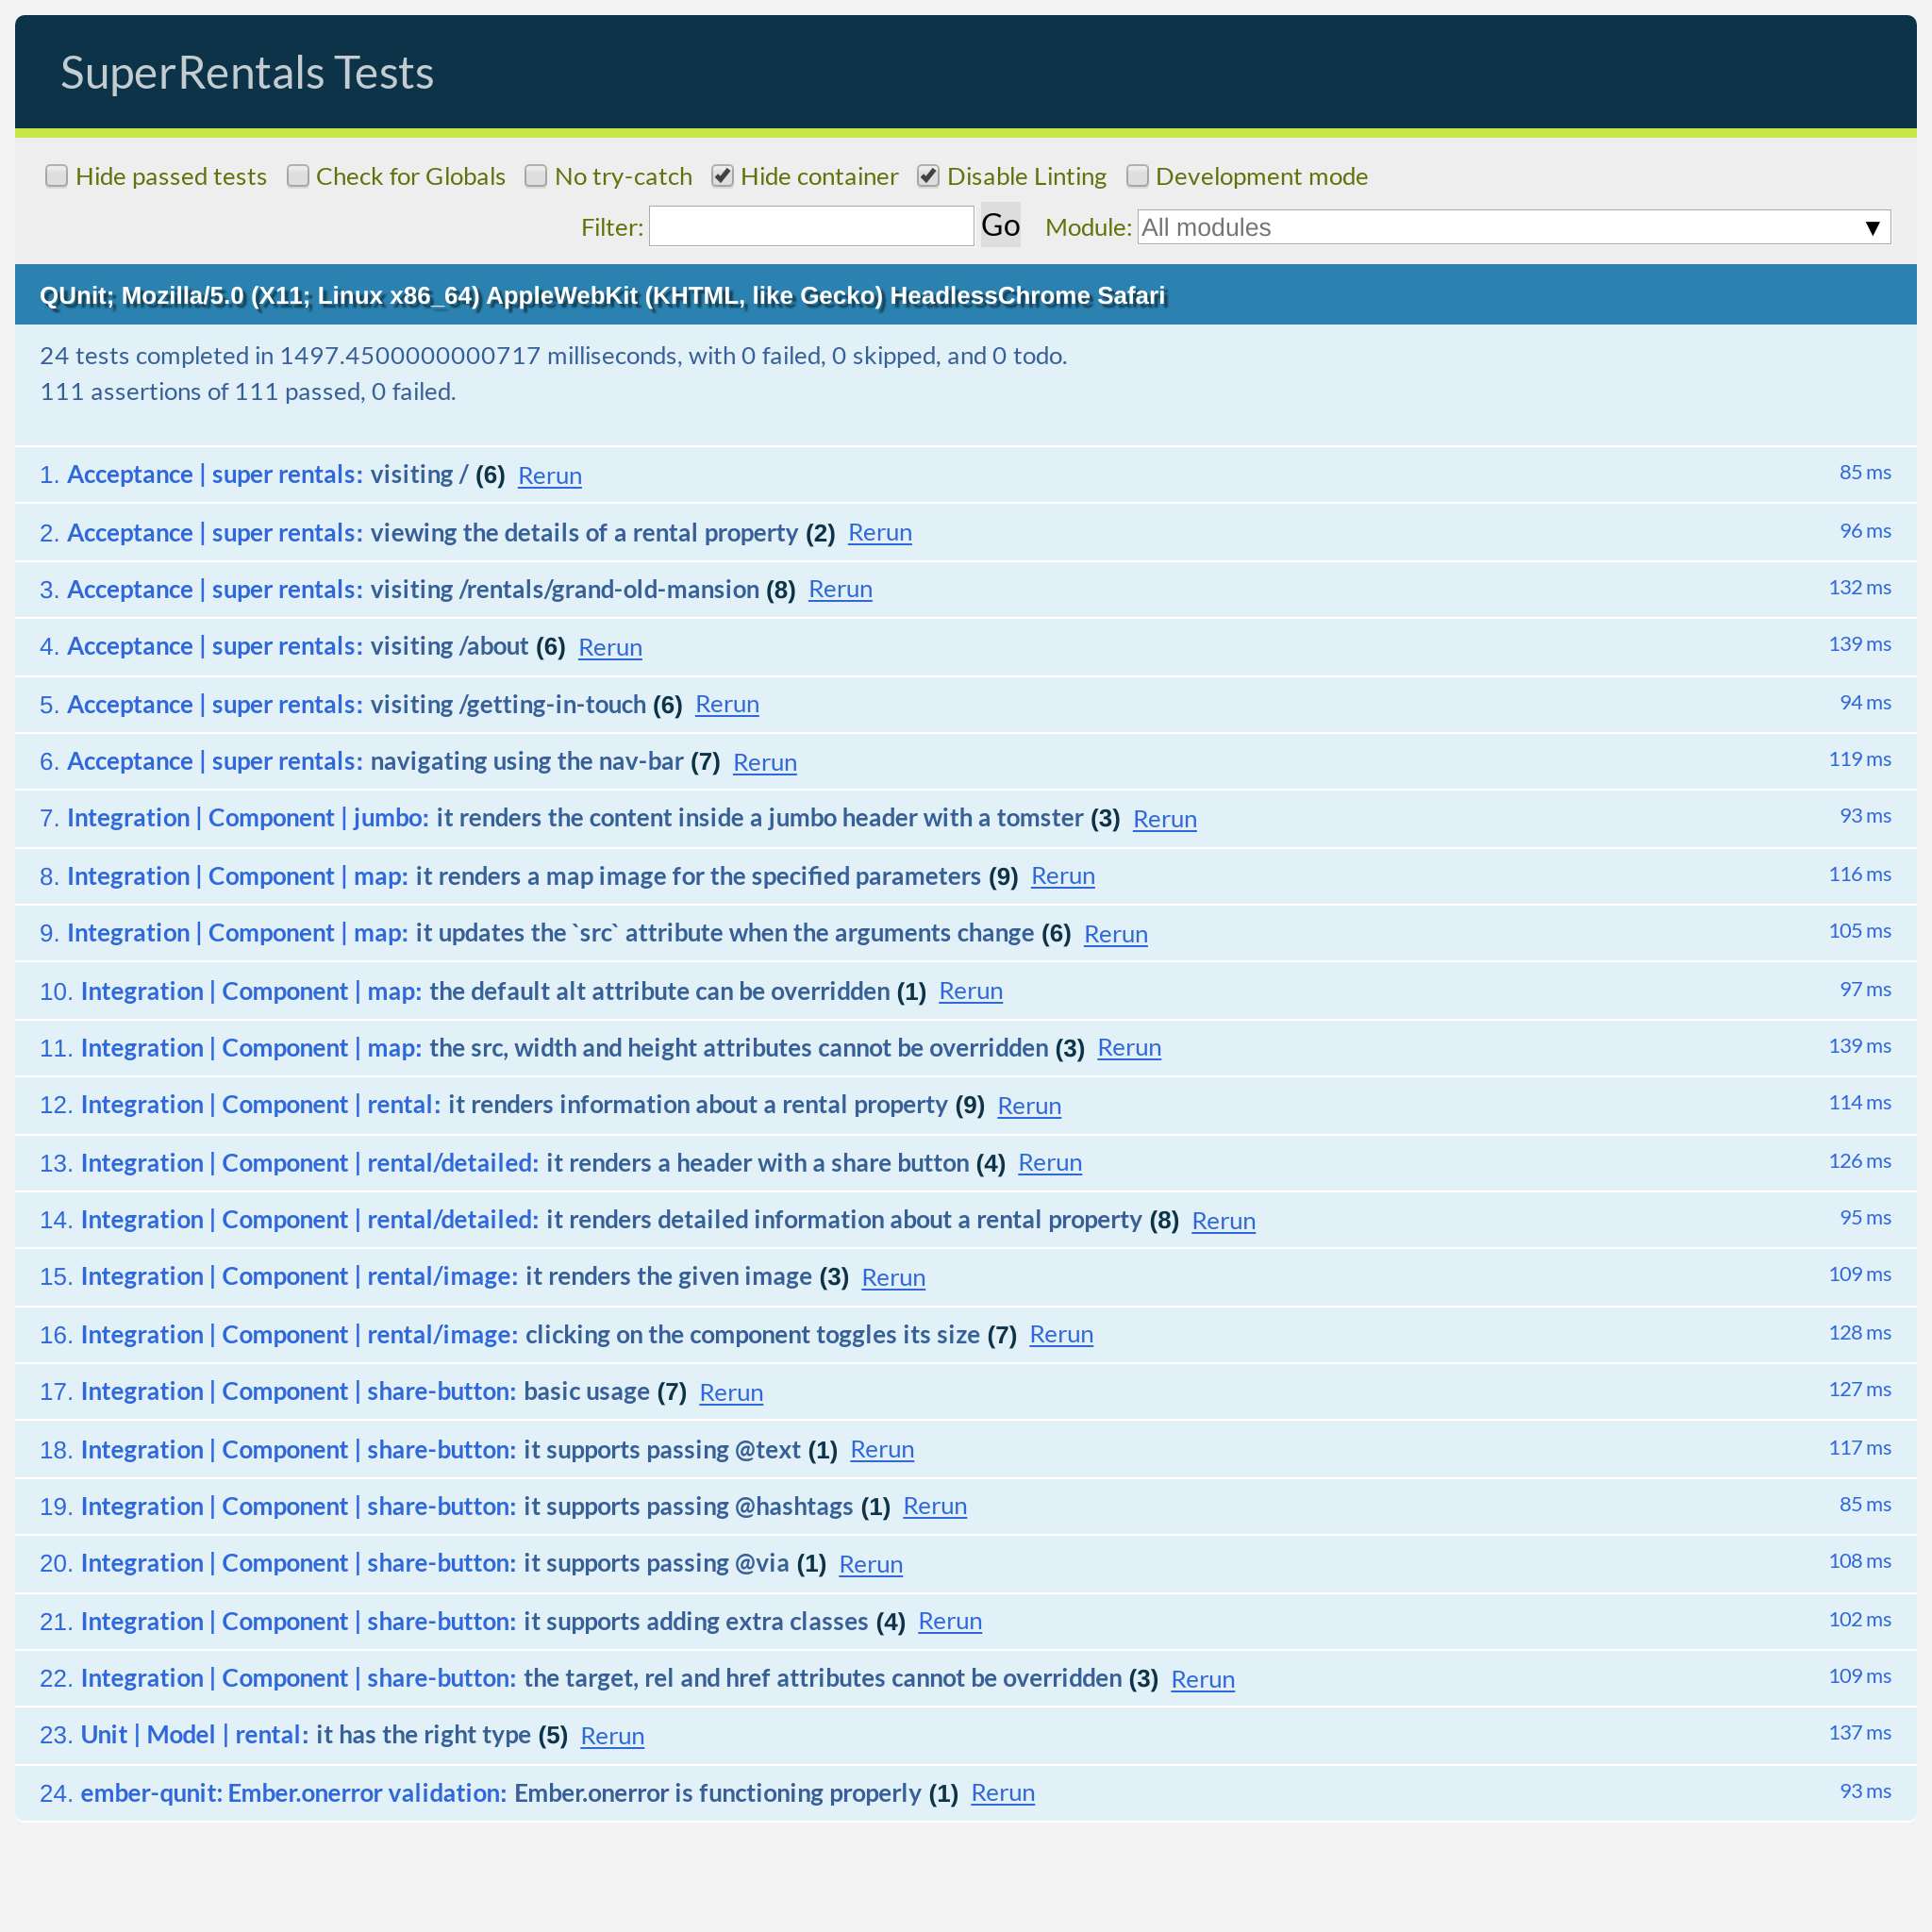 SuperRentals Tests
Hide passed tests Check for Globals No try-catch Hide container Disable Linting Development mode
Filter: Go Module: All modules ▼
QUnit; Mozilla/5.0 (X11; Linux x86_64) AppleWebKit (KHTML, like Gecko) HeadlessChrome Safari
24 tests completed in 1497.4500000000717 milliseconds, with 0 failed, 0 skipped, and 0 todo.
111 assertions of 111 passed, 0 failed.
1. Acceptance | super rentals: visiting / (6) Rerun 85 ms
2. Acceptance | super rentals: viewing the details of a rental property (2) Rerun 96 ms
3. Acceptance | super rentals: visiting /rentals/grand-old-mansion (8) Rerun 132 ms
4. Acceptance | super rentals: visiting /about (6) Rerun 139 ms
5. Acceptance | super rentals: visiting /getting-in-touch (6) Rerun 94 ms
6. Acceptance | super rentals: navigating using the nav-bar (7) Rerun 119 ms
7. Integration | Component | jumbo: it renders the content inside a jumbo header with a tomster (3) Rerun 93 ms
8. Integration | Component | map: it renders a map image for the specified parameters (9) Rerun 116 ms
9. Integration | Component | map: it updates the `src` attribute when the arguments change (6) Rerun 105 ms
10. Integration | Component | map: the default alt attribute can be overridden (1) Rerun 97 ms
11. Integration | Component | map: the src, width and height attributes cannot be overridden (3) Rerun 139 ms
12. Integration | Component | rental: it renders information about a rental property (9) Rerun 114 ms
13. Integration | Component | rental/detailed: it renders a header with a share button (4) Rerun 126 ms
14. Integration | Component | rental/detailed: it renders detailed information about a rental property (8) Rerun 95 ms
15. Integration | Component | rental/image: it renders the given image (3) Rerun 109 ms
16. Integration | Component | rental/image: clicking on the component toggles its size (7) Rerun 128 ms
17. Integration | Component | share-button: basic usage (7) Rerun 127 ms
18. Integration | Component | share-button: it supports passing @text (1) Rerun 117 ms
19. Integration | Component | share-button: it supports passing @hashtags (1) Rerun 85 ms
20. Integration | Component | share-button: it supports passing @via (1) Rerun 108 ms
21. Integration | Component | share-button: it supports adding extra classes (4) Rerun 102 ms
22. Integration | Component | share-button: the target, rel and href attributes cannot be overridden (3) Rerun 109 ms
23. Unit | Model | rental: it has the right type (5) Rerun 137 ms
24. ember-qunit: Ember.onerror validation: Ember.onerror is functioning properly (1) Rerun 93 ms